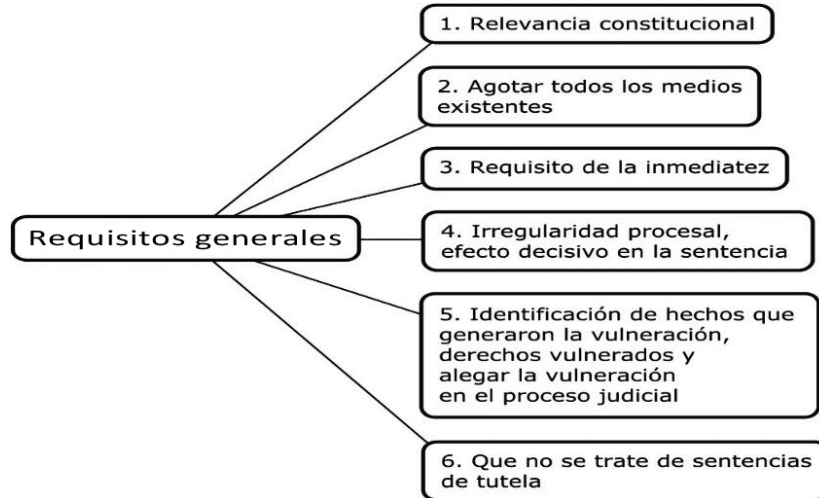 1. Relevancia constitucional
2. Agotar todos los medios
existentes
3. Requisito de la inmediatez
Requisitos generales
4. Irregularidad procesal,
efecto decisivo en la sentencia
5. Identificación de hechos que
generaron la vulneración,
derechos vulnerados y
alegar la vulneración
en el proceso judicial
6. Que no se trate de sentencias
de tutela